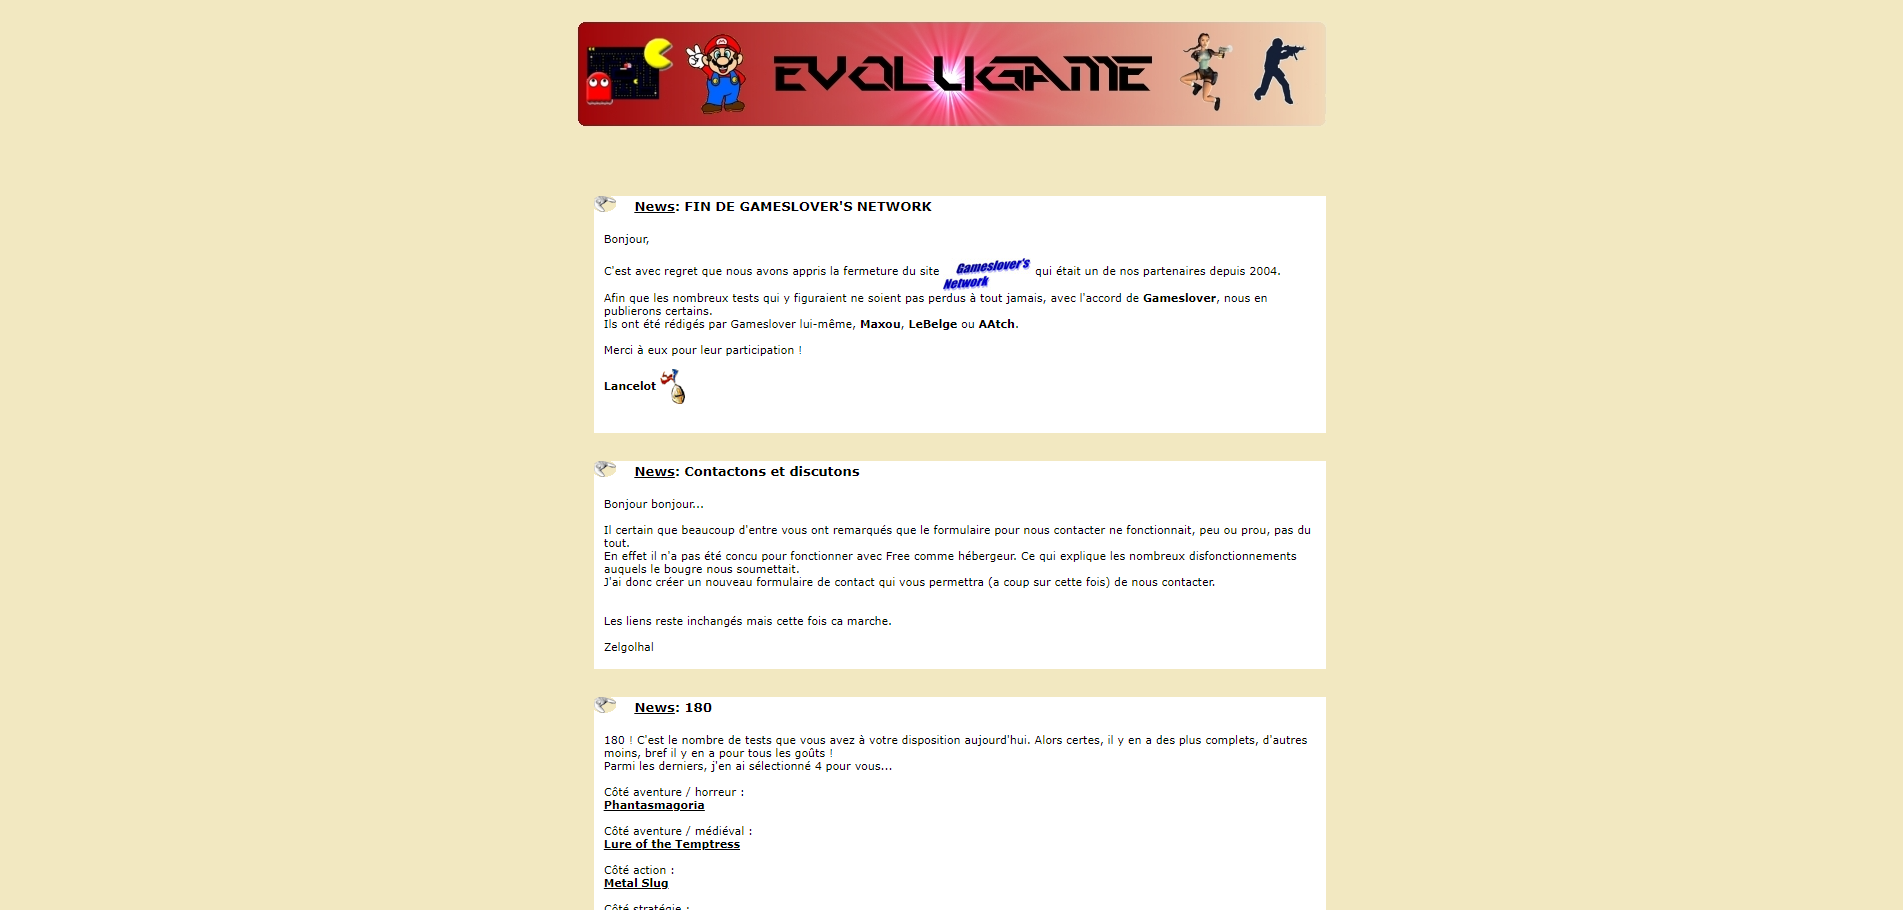 EVOLUGAME
News: FIN DE GAMESLOVER'S NETWORK
Bonjour,
C'est avec regret que nous avons appris la fermeture du site Gameslover's Network qui était un de nos partenaires depuis 2004.
Afin que les nombreux tests qui y figuraient ne soient pas perdus à tout jamais, avec l'accord de Gameslover, nous en
publierons certains.
Ils ont été rédigés par Gameslover lui-même, Maxou, LeBelge ou AAtch.
Merci à eux pour leur participation !
Lancelot
News: Contactons et discutons
Bonjour bonjour...
Il certain que beaucoup d'entre vous ont remarqués que le formulaire pour nous contacter ne fonctionnait, peu ou prou, pas du
tout.
En effet il n'a pas été concu pour fonctionner avec Free comme hébergeur. Ce qui explique les nombreux disfonctionnements
auquels le bougre nous soumettait.
J'ai donc créer un nouveau formulaire de contact qui vous permettra (a coup sur cette fois) de nous contacter.
Les liens reste inchangés mais cette fois ca marche.
Zelgolhal
News: 180
180 ! C'est le nombre de tests que vous avez à votre disposition aujourd'hui. Alors certes, il y en a des plus complets, d'autres
moins, bref il y en a pour tous les goûts !
Parmi les derniers, j'en ai sélectionné 4 pour vous...
Côté aventure / horreur :
Phantasmagoria
Côté aventure / médiéval :
Lure of the Temptress
Côté action :
Metal Slug
Côté stratégie :